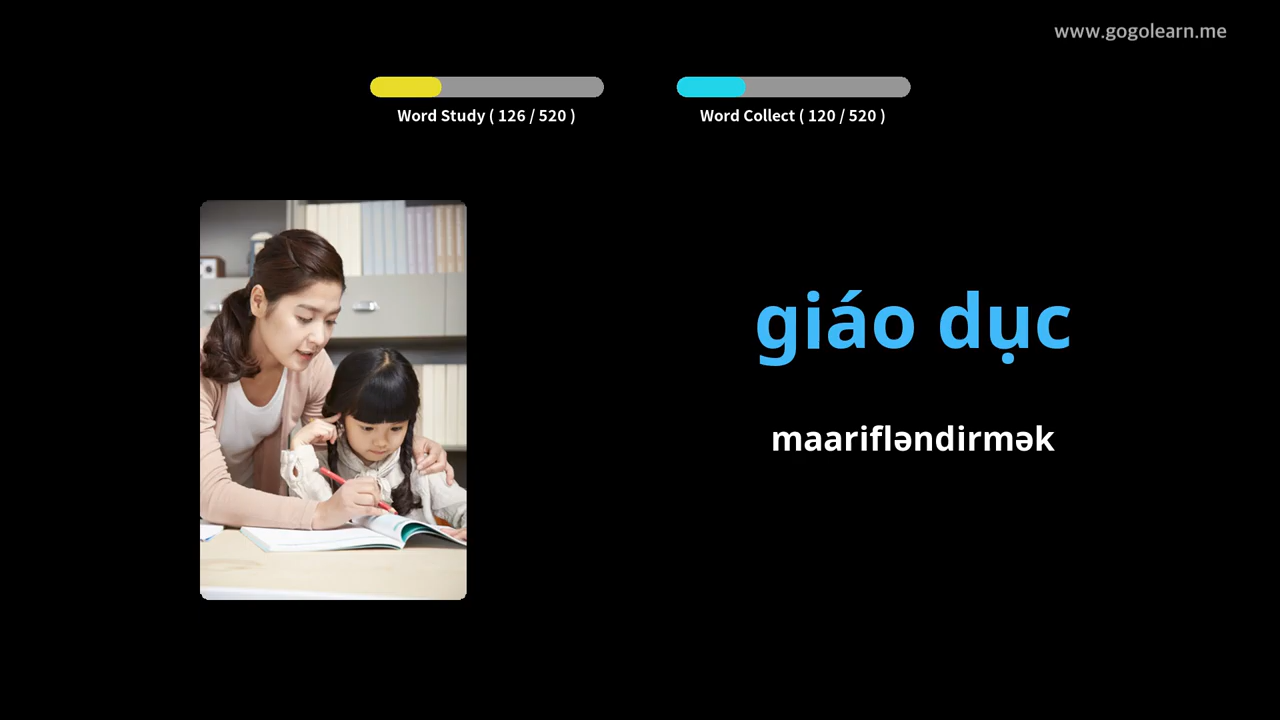 www.gogolearn.me
Word Study ( 126 / 520 )
Word Collect ( 120 / 520 )
giáo dục
maarifləndirmək